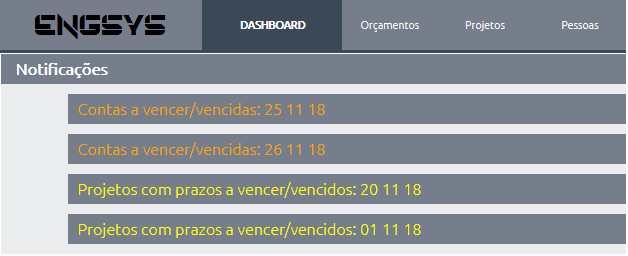 ENGSYS DASHBOARD Orçamentos Projetos Pessoas
Notificações
Contas a vencer/vencidas: 25 11 18
Contas a vencer/vencidas: 26 11 18
Projetos com prazos a vencer/vencidos: 20 11 18
Projetos com prazos a vencer/vencidos: 01 11 18